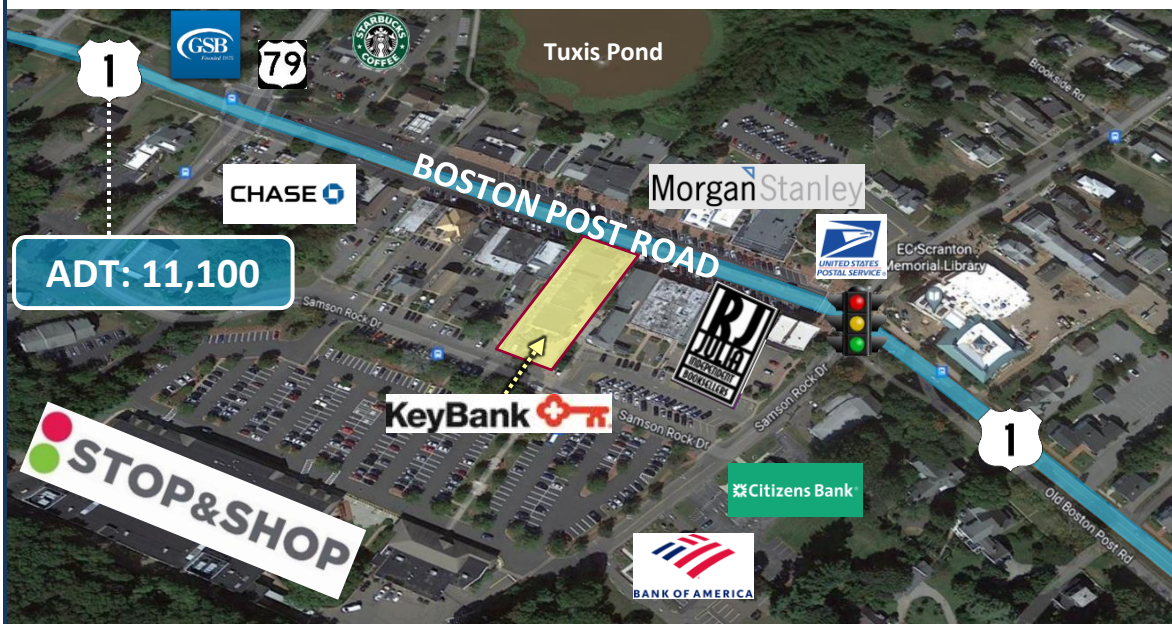 1
GSB
Founded 1875
79
STARBUCKS
COFFEE
Tuxis Pond
Brookside Rd
CHASE
BOSTON POST ROAD
Morgan Stanley
UNITED STATES
POSTAL SERVICE®
EC Scranton
Memorial Library
ADT: 11,100
Samson Rock Dr
RJ
JULIA
INDEPENDENT
BOOKSELLERS
KeyBank
Samson Rock Dr
Samson Rock Dr
1
STOP&SHOP
Citizens Bank®
Old Boston Post Rd
BANK OF AMERICA